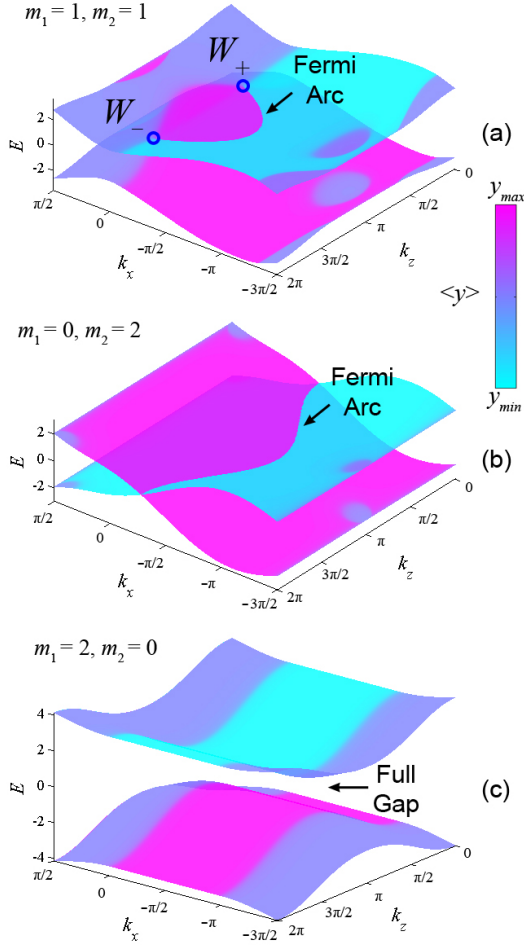 m1 = 1, m2 = 1
W+
Fermi
Arc
W−
2
0
−2
E
(a)
π/2
0
−π/2
−π
−3π/2
kx
2π
3π/2
π
π/2
0
kz
ymax
<y>
ymin
m1 = 0, m2 = 2
Fermi
Arc
2
0
-2
E
(b)
π/2
0
−π/2
−π
−3π/2
kx
2π
3π/2
π
π/2
0
kz
m1 = 2, m2 = 0
4
2
0
-2
-4
E
Full
Gap
(c)
π/2
0
−π/2
−π
−3π/2
kx
2π
3π/2
π
π/2
0
kz